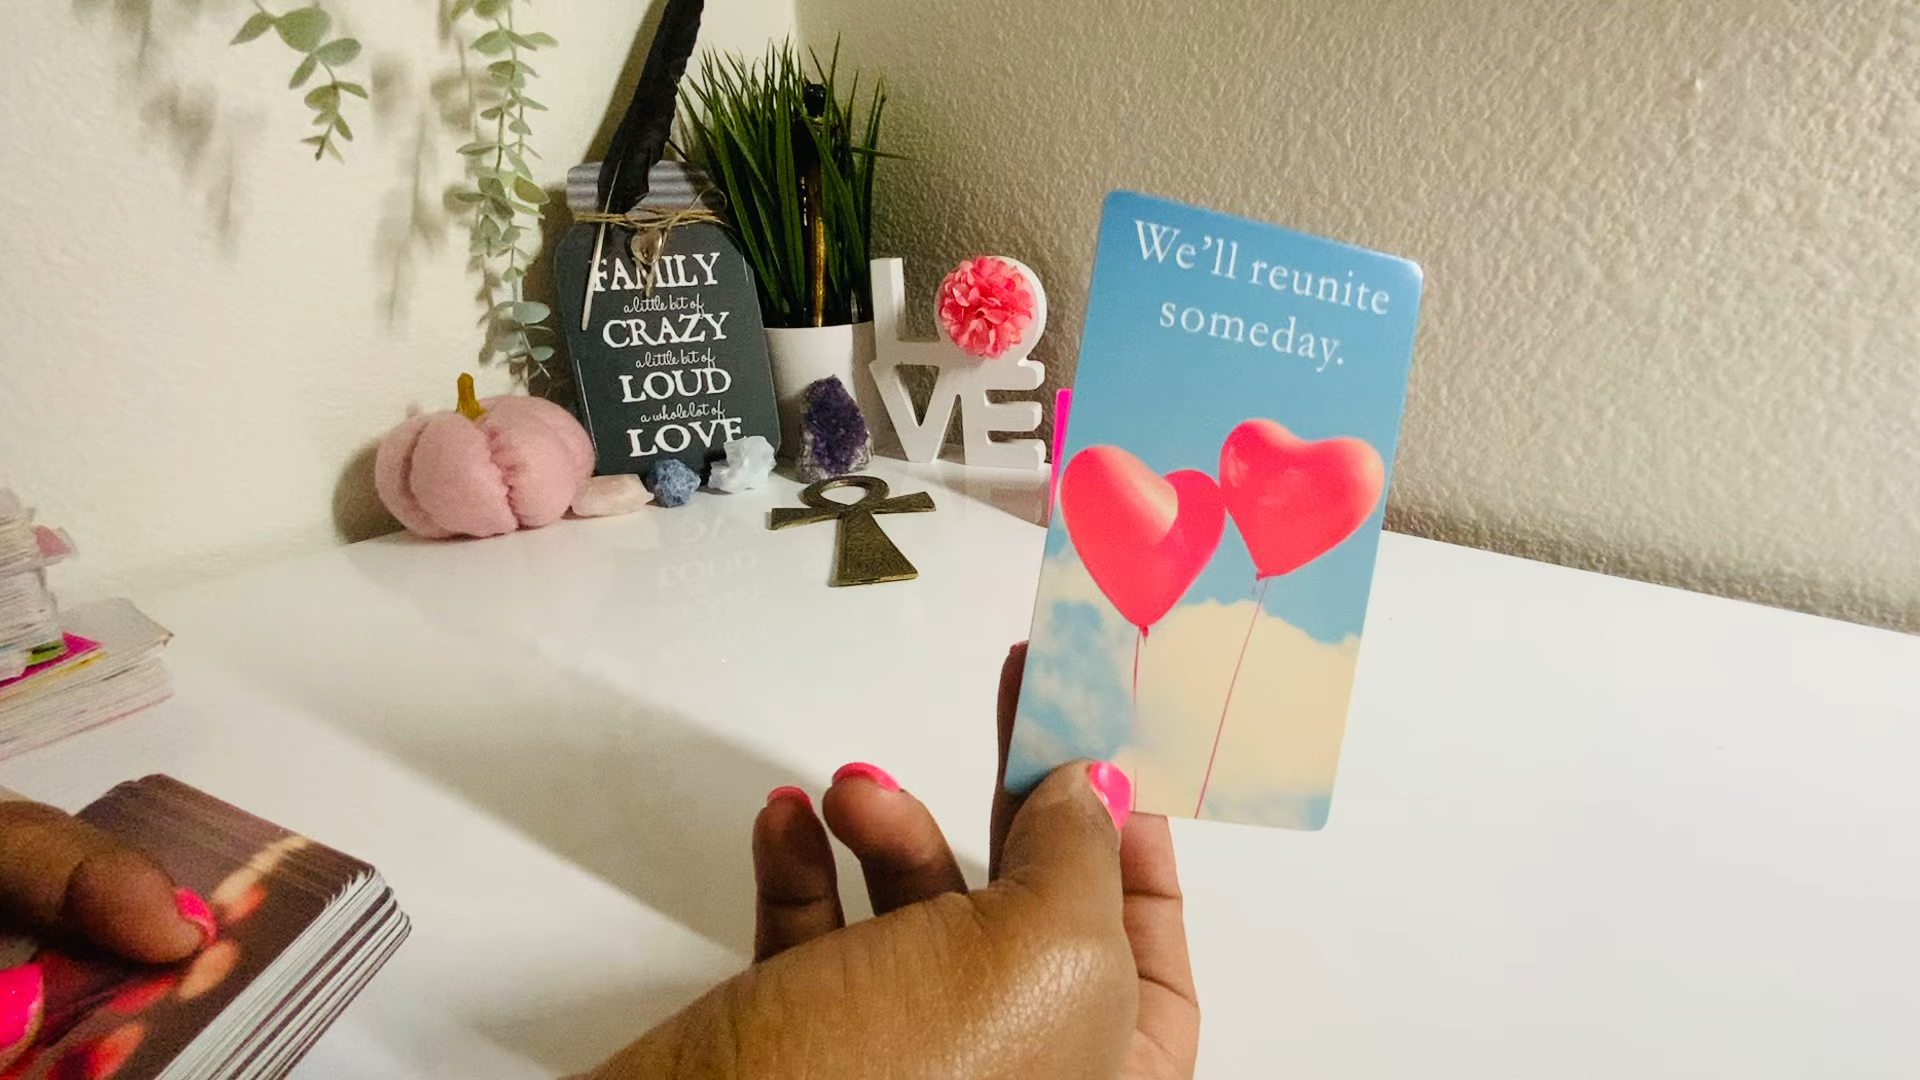 FAMILY
a little bit of
CRAZY
a little bit of
LOUD
a whole lot of
LOVE
LO
VE
We'll reunite
someday.